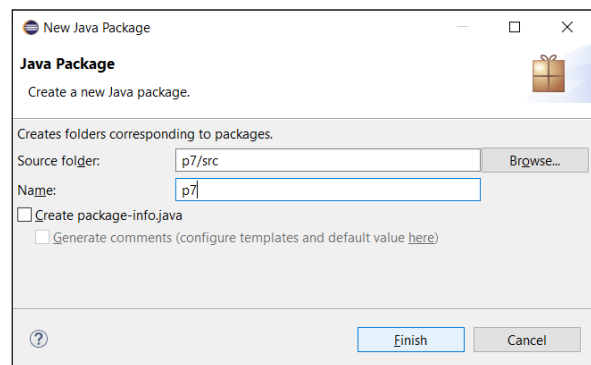 New Java Package
Java Package
Create a new Java package.
Creates folders corresponding to packages.
Source folder: p7/src Browse...
Name: p7
Create package-info.java
Generate comments (configure templates and default value here)
? Finish Cancel